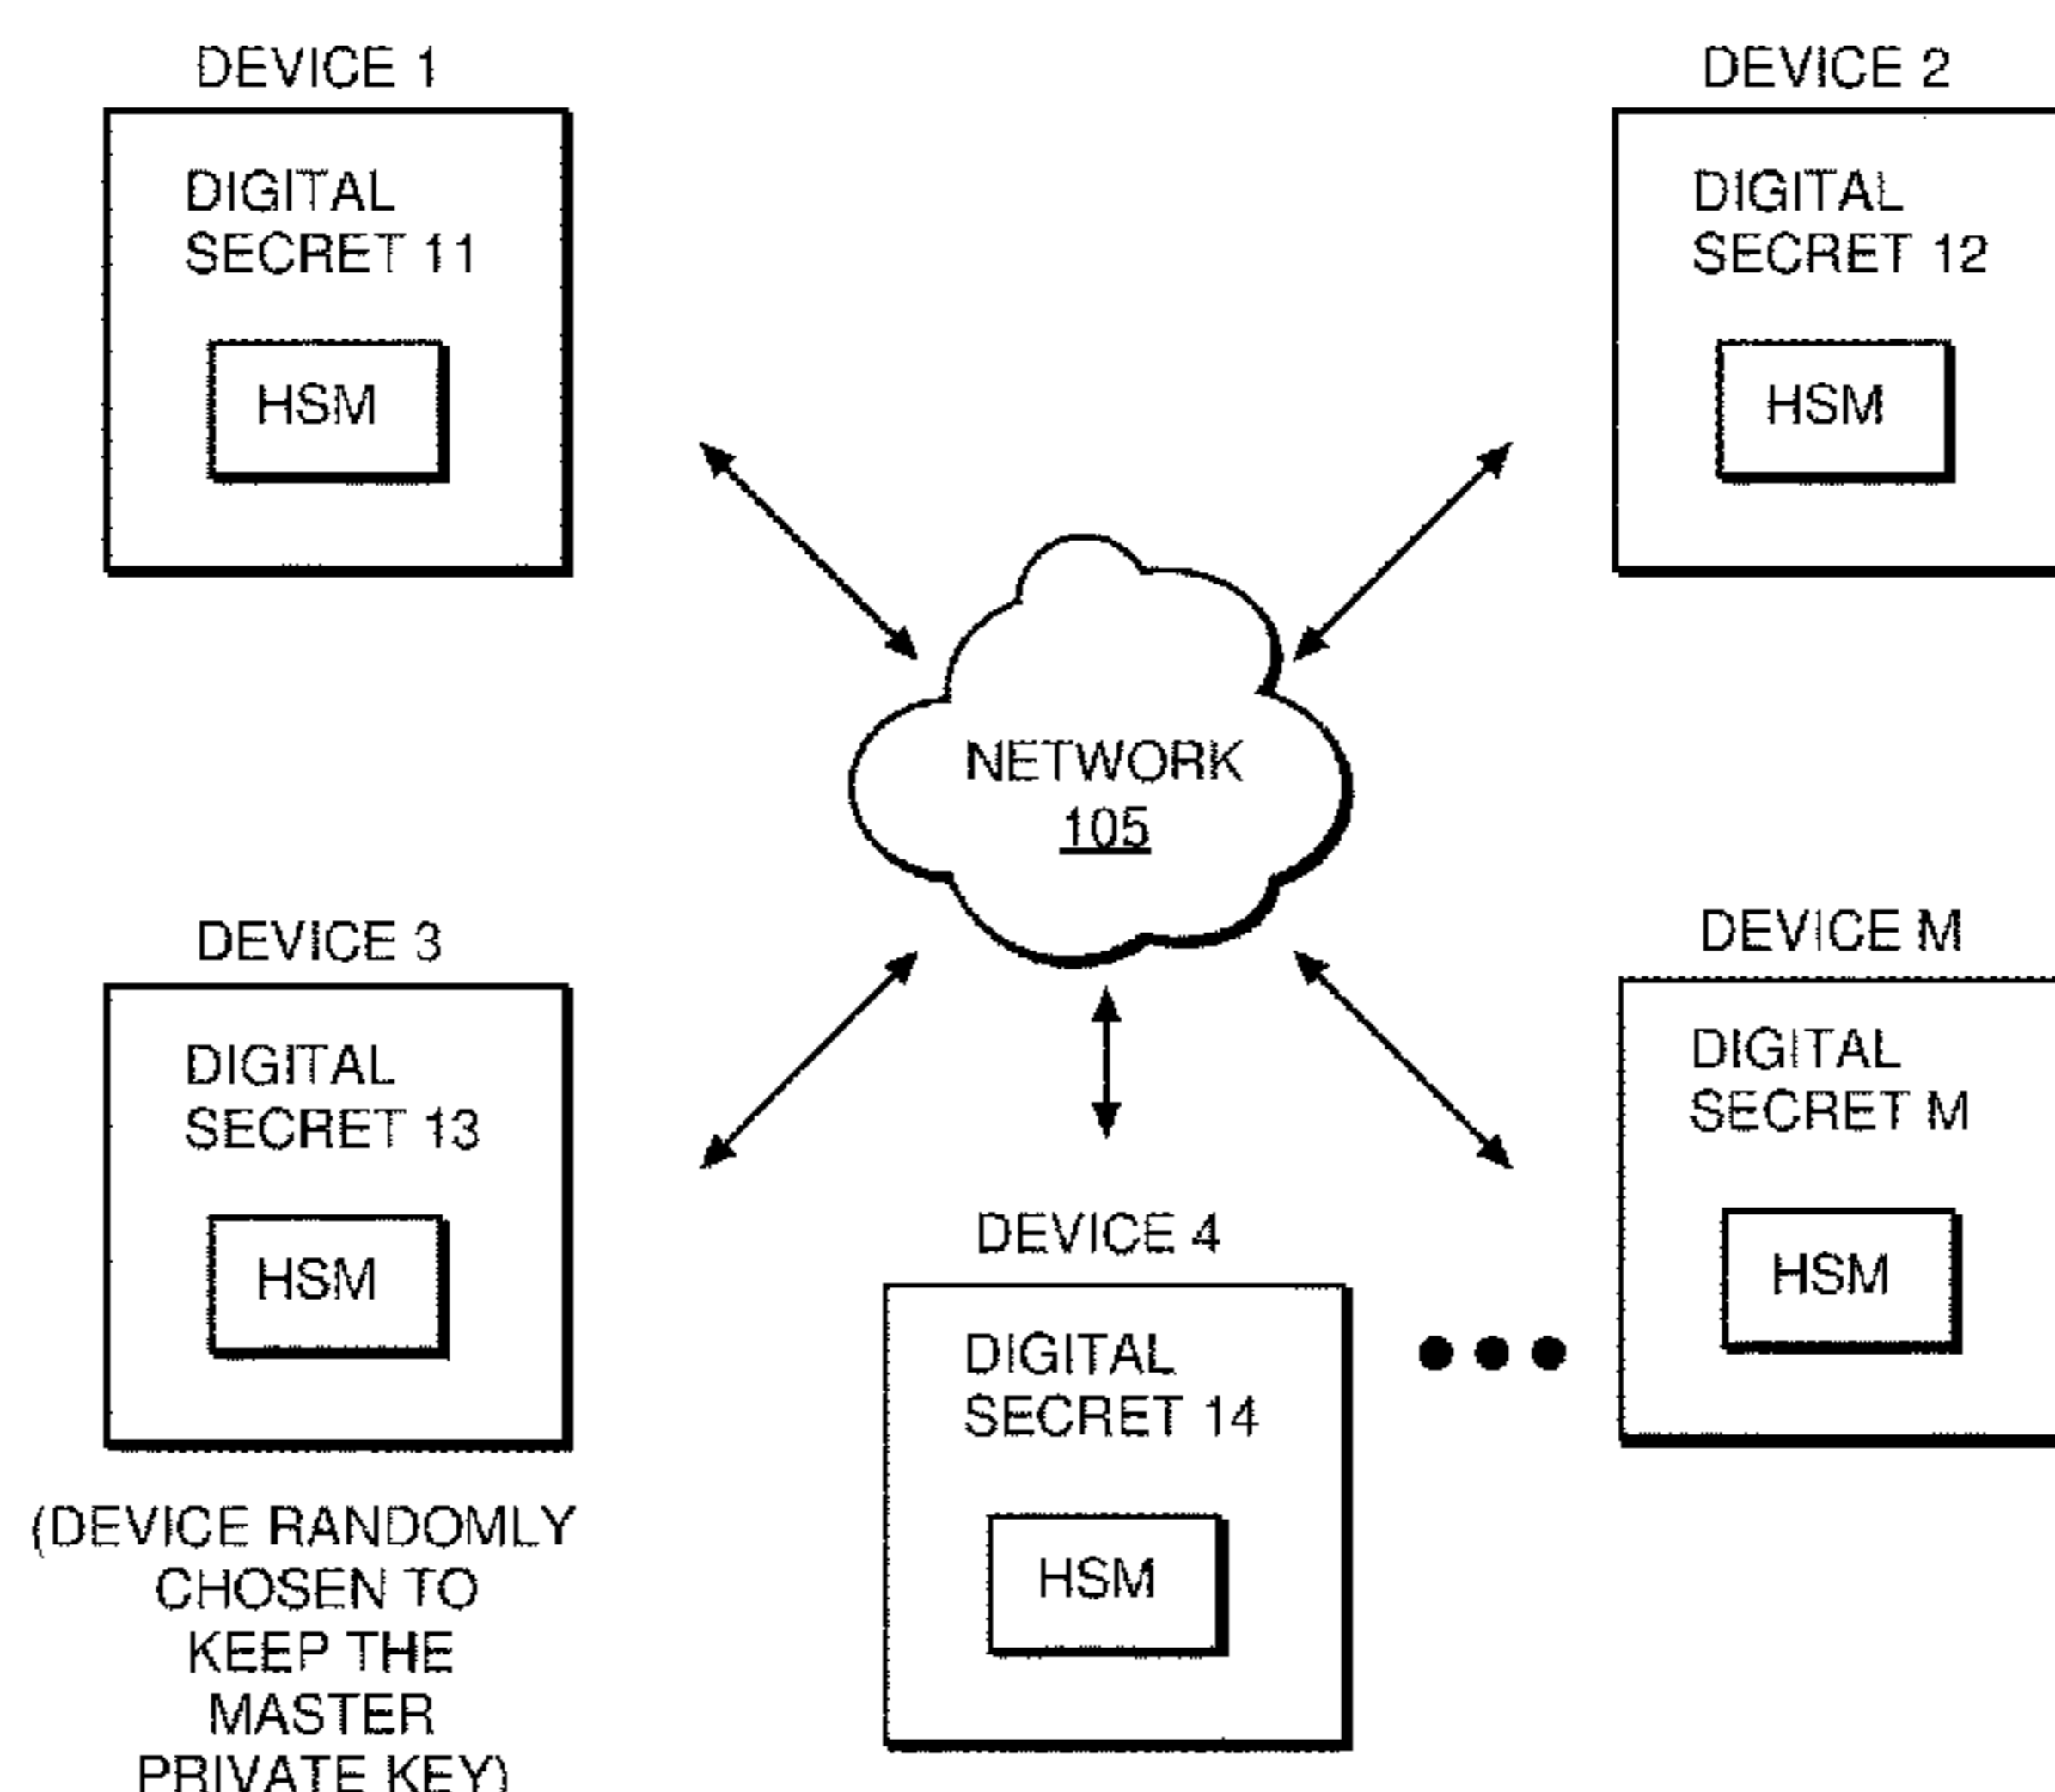 DEVICE 1
DIGITAL
SECRET 11
HSM
DEVICE 2
DIGITAL
SECRET 12
HSM
NETWORK
105
DEVICE 3
DIGITAL
SECRET 13
HSM
(DEVICE RANDOMLY
CHOSEN TO
KEEP THE
MASTER
PRIVATE KEY)
DEVICE 4
DIGITAL
SECRET 14
HSM
DEVICE M
DIGITAL
SECRET M
HSM